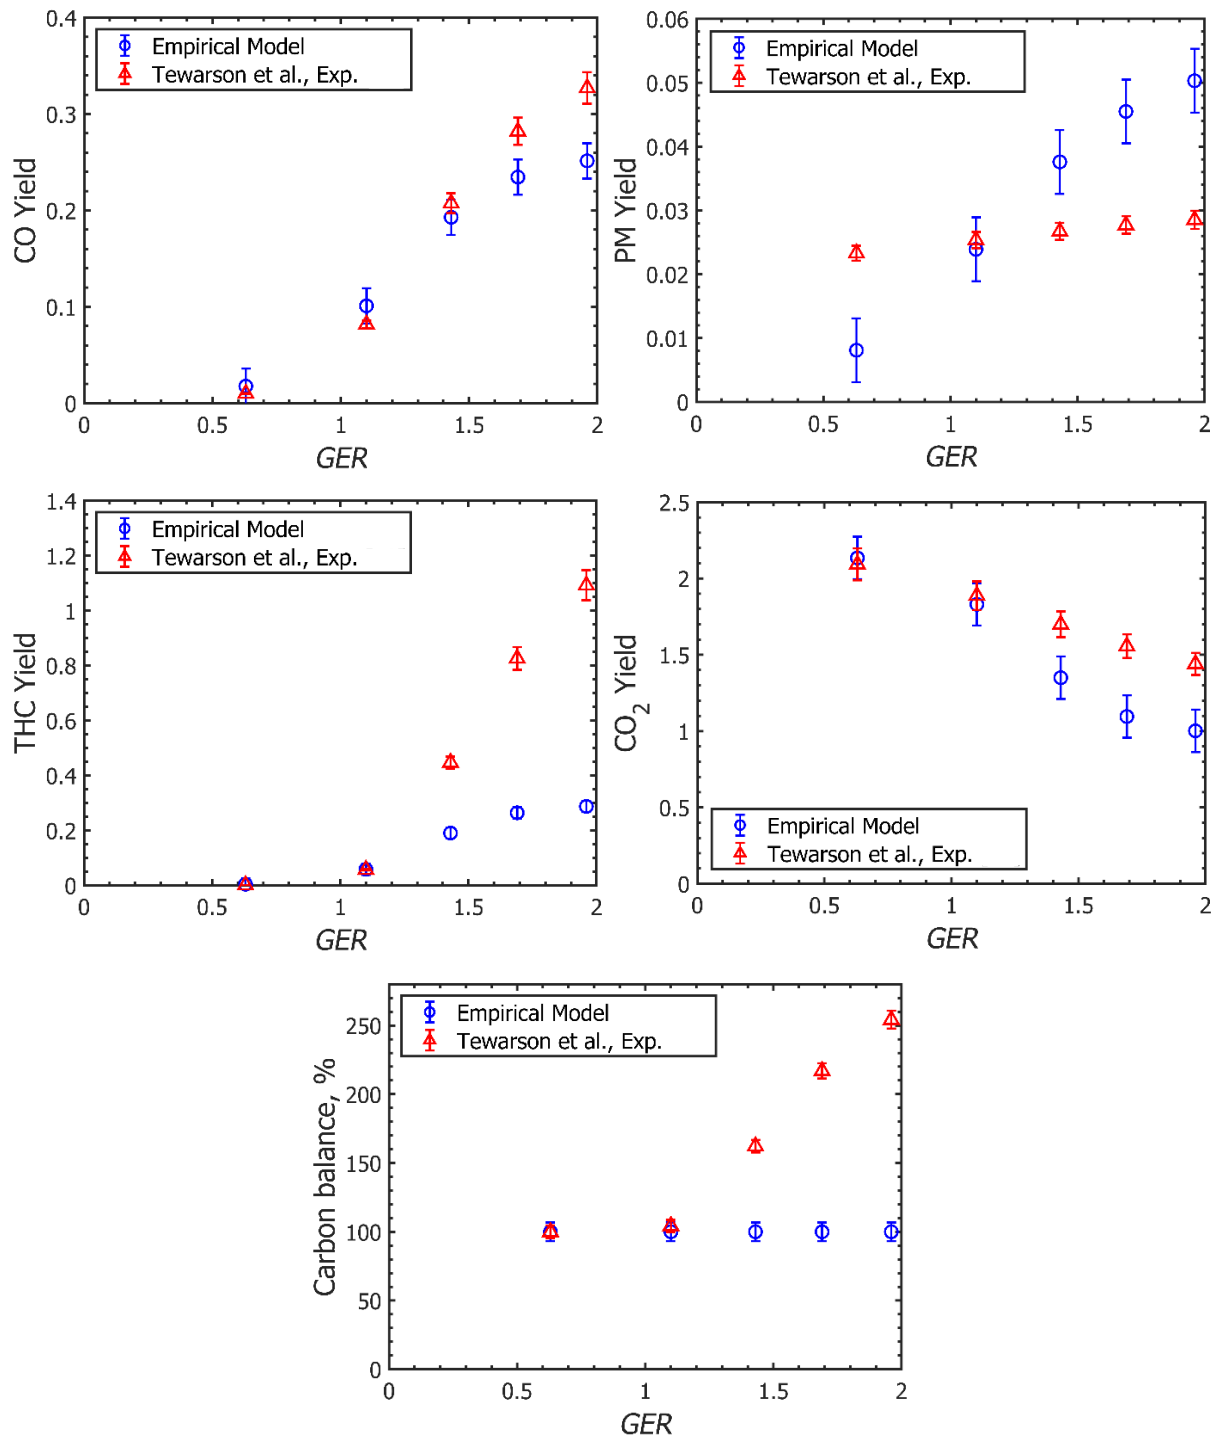 0.4
Empirical Model
Tewarson et al., Exp.
0.3
CO Yield
0.2
0.1
0
0 0.5 1 1.5 2
GER
0.06
Empirical Model
Tewarson et al., Exp.
0.05
0.04
PM Yield
0.03
0.02
0.01
0
0 0.5 1 1.5 2
GER
1.4
Empirical Model
Tewarson et al., Exp.
1.2
1
0.8
THC Yield
0.6
0.4
0.2
0
0 0.5 1 1.5 2
GER
2.5
2
1.5
CO2 Yield
1
0.5
Empirical Model
Tewarson et al., Exp.
0
0 0.5 1 1.5 2
GER
Empirical Model
Tewarson et al., Exp.
250
200
Carbon balance, %
150
100
50
0
0 0.5 1 1.5 2
GER